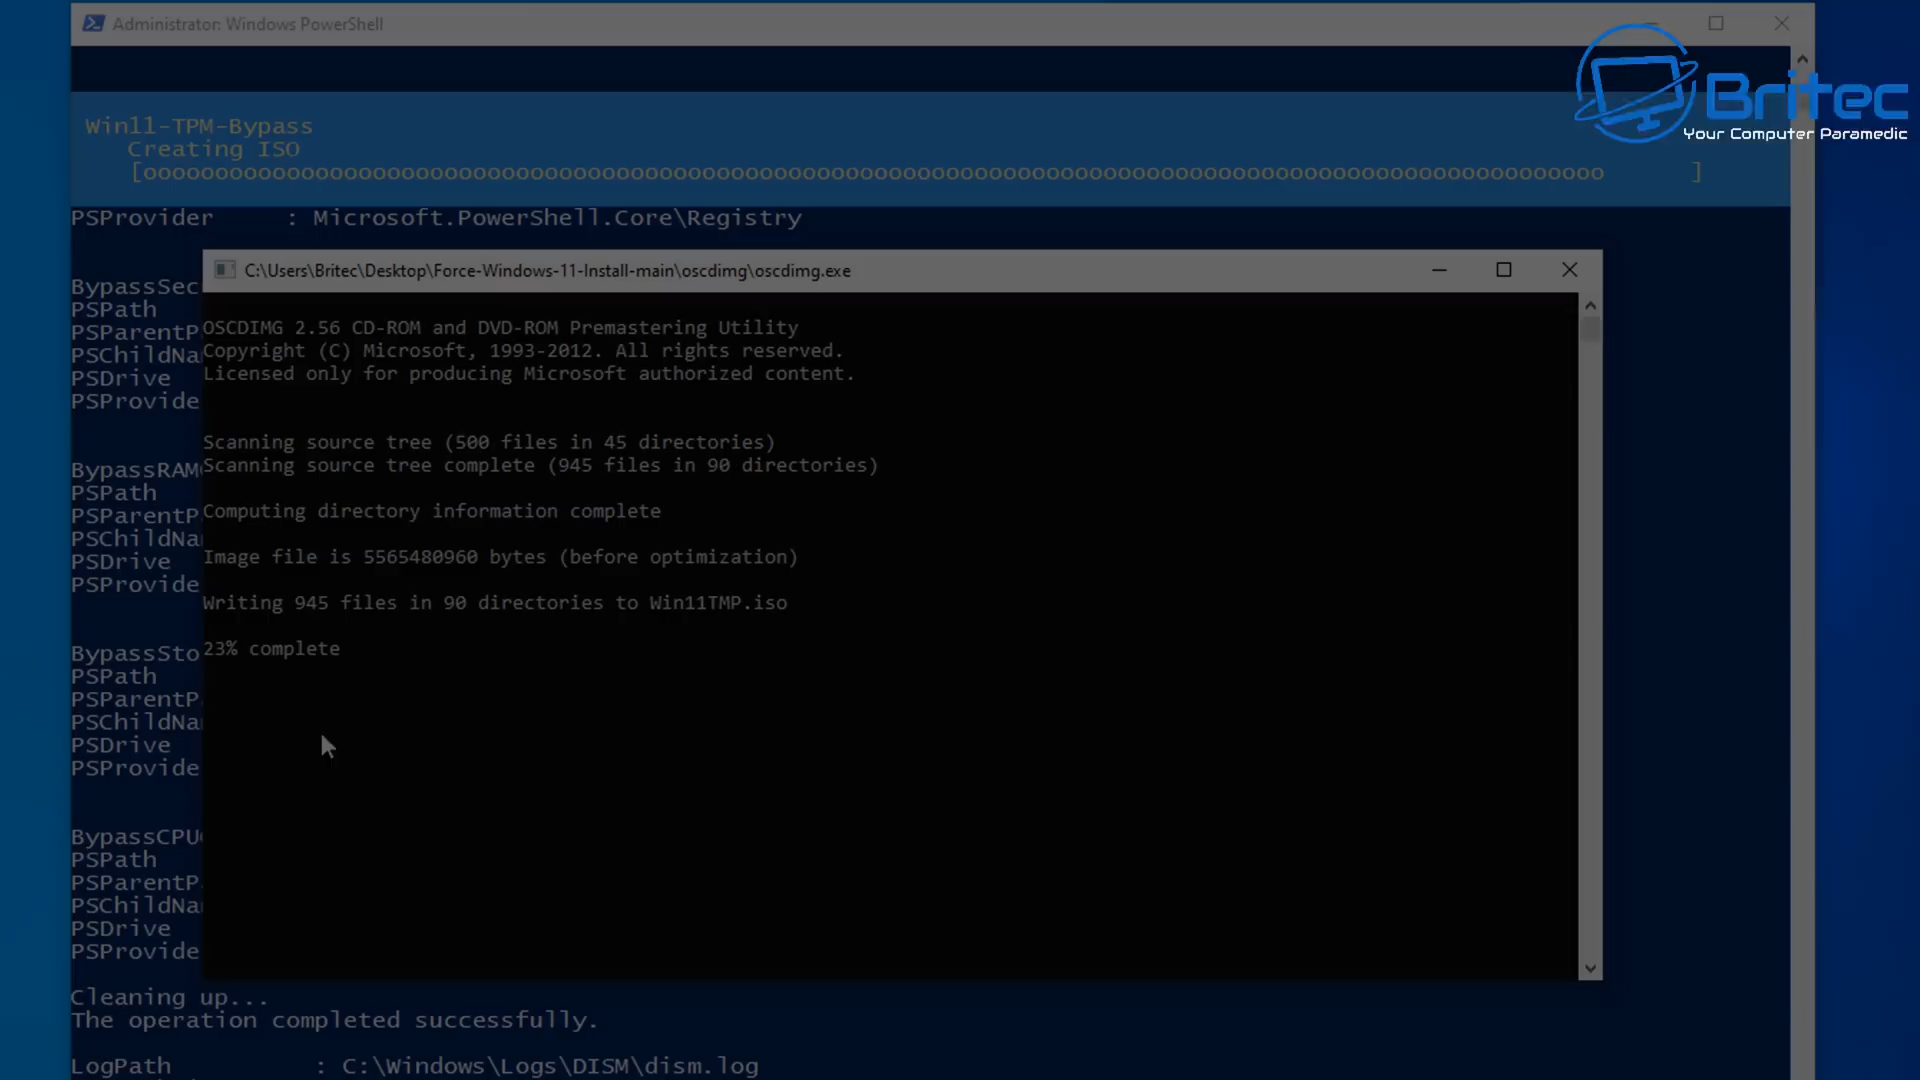 Administrator: Windows PowerShell
Britec
Your Computer Paramedic
Win11-TPM-Bypass
Creating ISO
[oooooooooooooooooooooooooooooooooooooooooooooooooooooooooooooooooooooooooooooooooooooooooooooooooooooo ]
PSProvider : Microsoft.PowerShell.Core\Registry
C:\Users\Britec\Desktop\Force-Windows-11-Install-main\oscdimg\oscdimg.exe
BypassSec
PSPath
PSParentP
PSChildNa
PSDrive
PSProvide
OSCDIMG 2.56 CD-ROM and DVD-ROM Premastering Utility
Copyright (C) Microsoft, 1993-2012. All rights reserved.
Licensed only for producing Microsoft authorized content.
Scanning source tree (500 files in 45 directories)
Scanning source tree complete (945 files in 90 directories)
Computing directory information complete
Image file is 5565480960 bytes (before optimization)
Writing 945 files in 90 directories to Win11TMP.iso
23% complete
BypassRAM
PSPath
PSParentP
PSChildNa
PSDrive
PSProvide
BypassSto
PSPath
PSParentP
PSChildNa
PSDrive
PSProvide
BypassCPU
PSPath
PSParentP
PSChildNa
PSDrive
PSProvide
Cleaning up...
The operation completed successfully.
LogPath : C:\Windows\Logs\DISM\dism.log